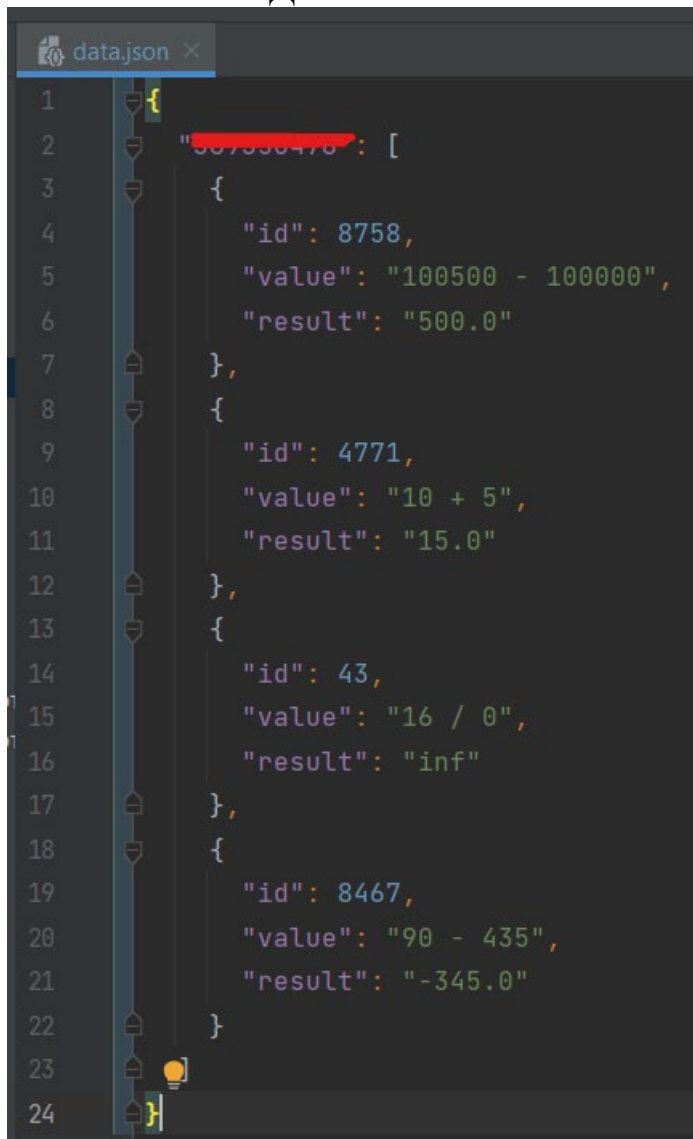 data.json
1 {
2 ": [
3 {
4 "id": 8758,
5 "value": "100500 - 100000",
6 "result": "500.0"
7 },
8 {
9 "id": 4771,
10 "value": "10 + 5",
11 "result": "15.0"
12 },
13 {
14 "id": 43,
15 "value": "16 / 0",
16 "result": "inf"
17 },
18 {
19 "id": 8467,
20 "value": "90 - 435",
21 "result": "-345.0"
22 }
23 ]
24 }